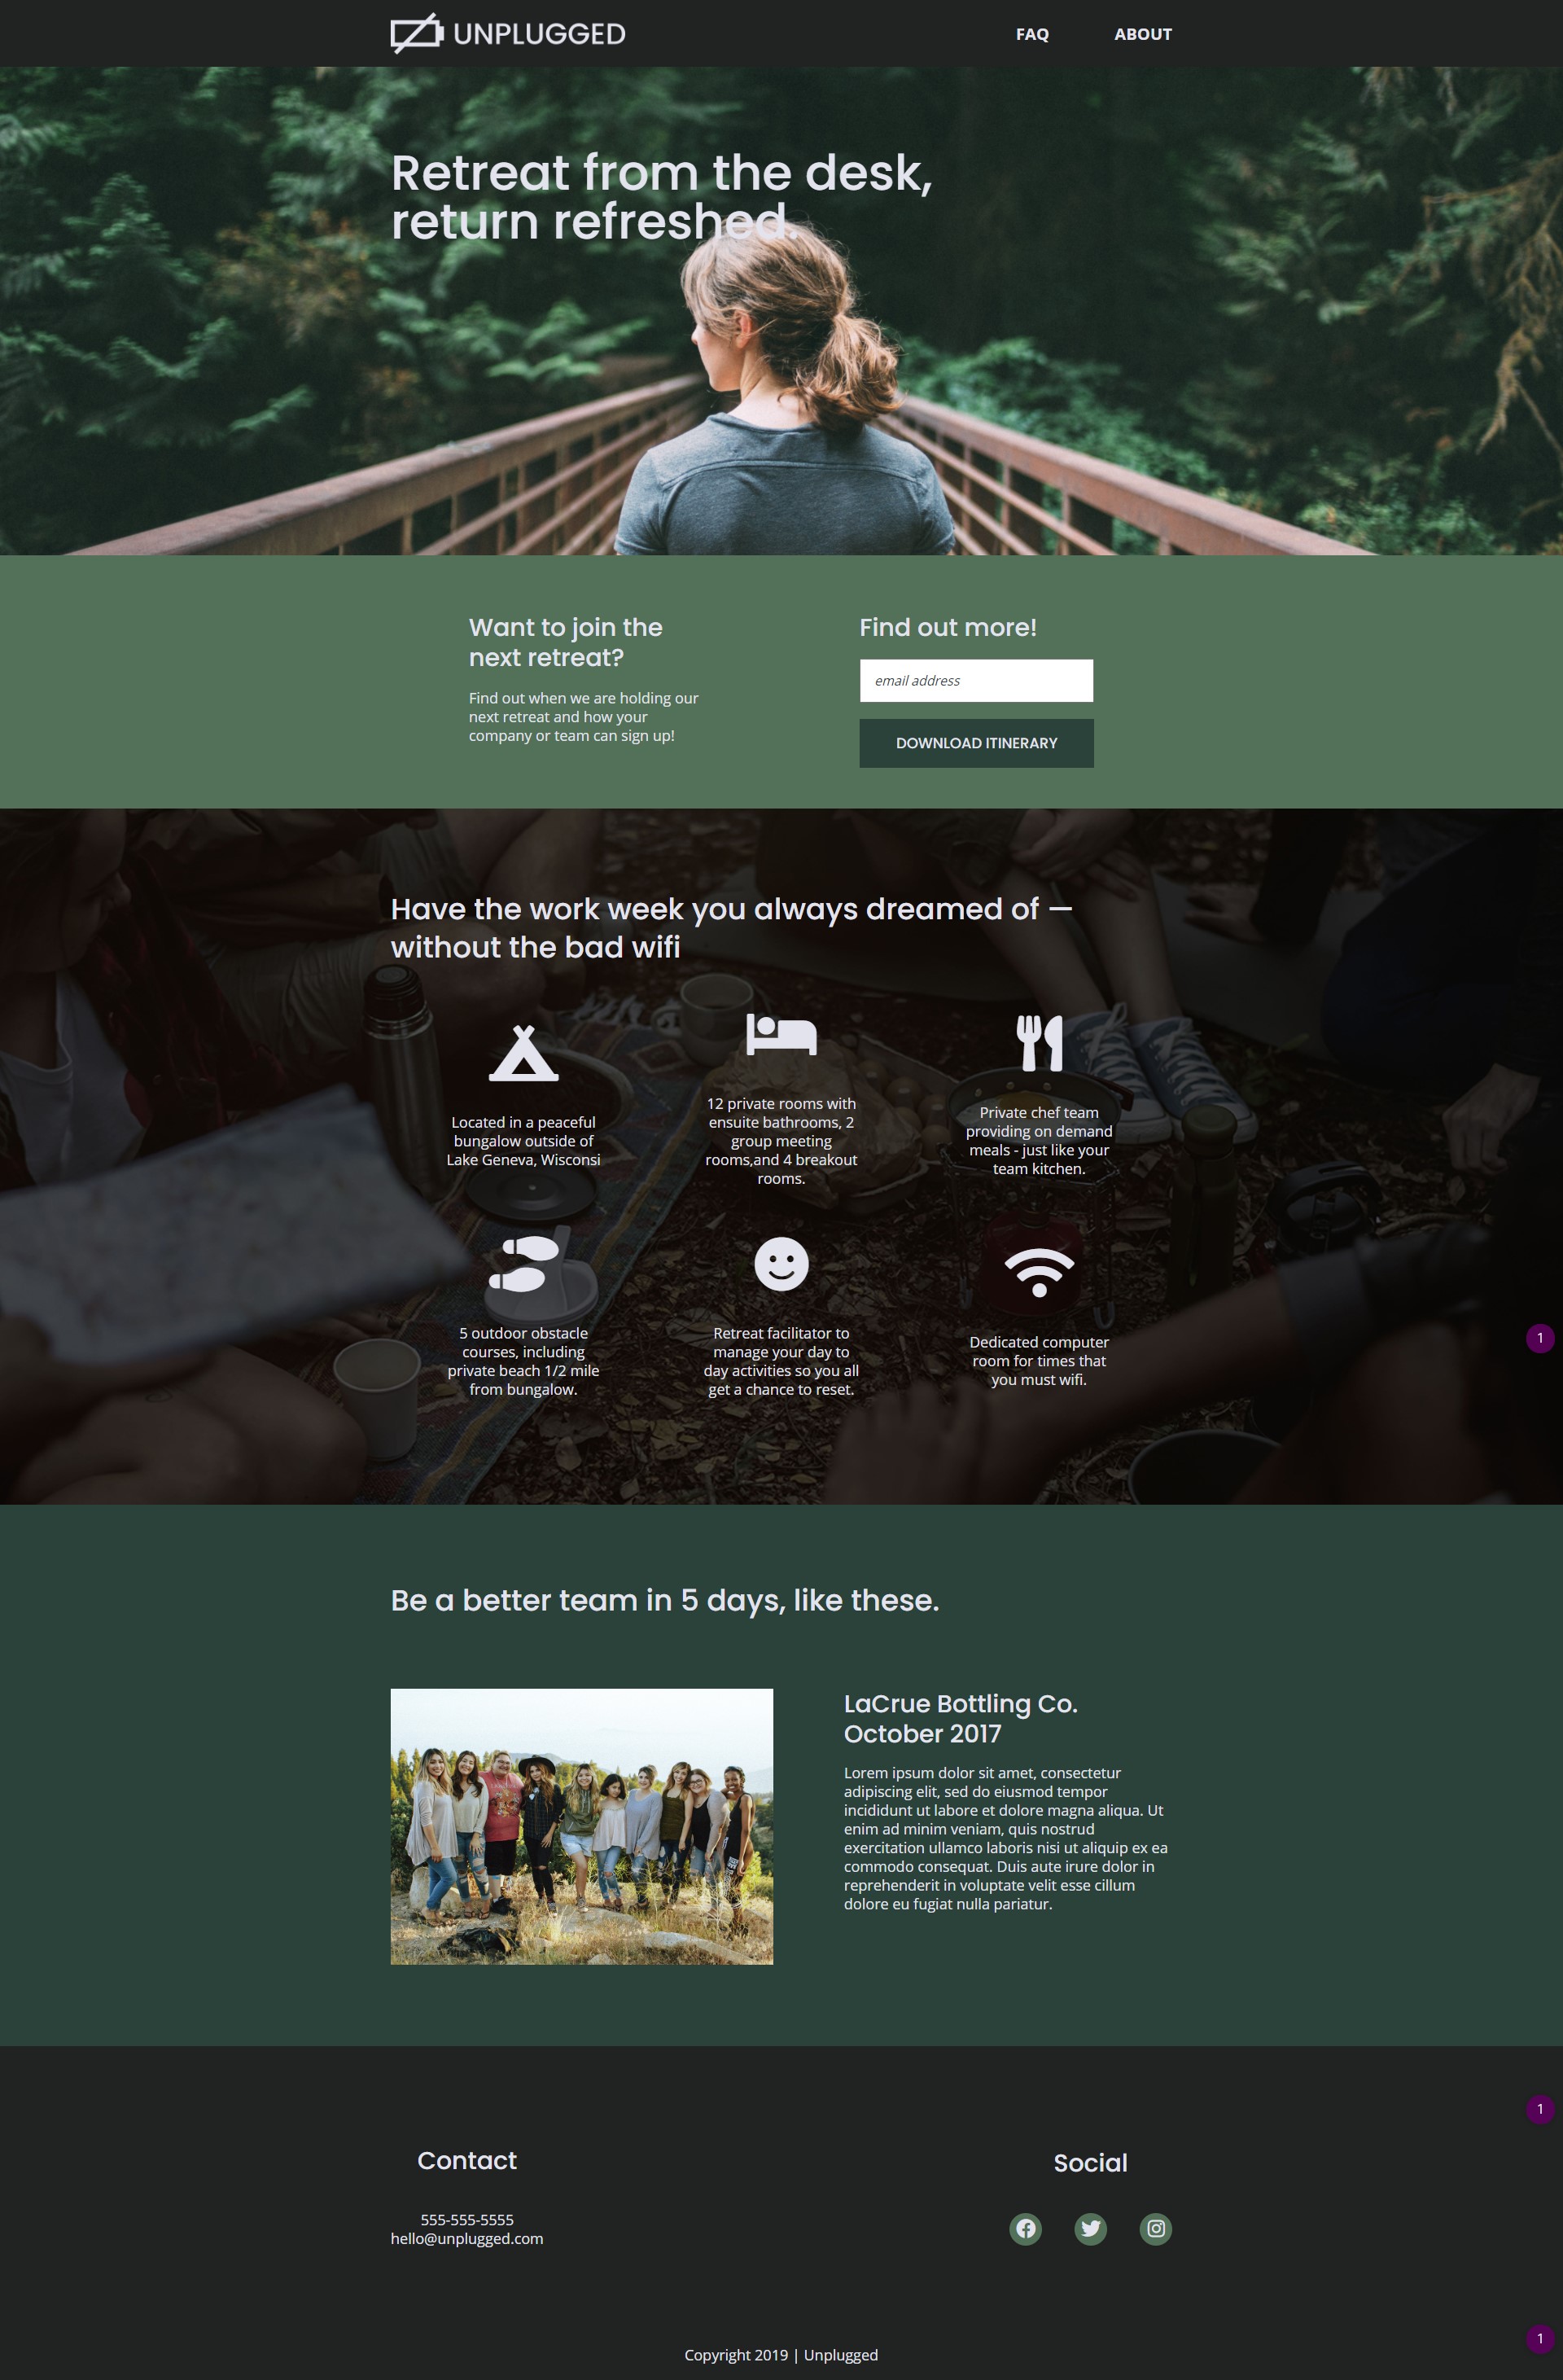 UNPLUGGED
FAQ
ABOUT
Retreat from the desk,
return refreshed.
Want to join the
next retreat?
Find out when we are holding our
next retreat and how your
company or team can sign up!
Find out more!
email address
DOWNLOAD ITINERARY
Have the work week you always dreamed of —
without the bad wifi
Located in a peaceful
bungalow outside of
Lake Geneva, Wisconsi
12 private rooms with
ensuite bathrooms, 2
group meeting
rooms,and 4 breakout
rooms.
Private chef team
providing on demand
meals - just like your
team kitchen.
5 outdoor obstacle
courses, including
private beach 1/2 mile
from bungalow.
Retreat facilitator to
manage your day to
day activities so you all
get a chance to reset.
Dedicated computer
room for times that
you must wifi.
1
Be a better team in 5 days, like these.
LaCrue Bottling Co.
October 2017
Lorem ipsum dolor sit amet, consectetur
adipiscing elit, sed do eiusmod tempor
incididunt ut labore et dolore magna aliqua. Ut
enim ad minim veniam, quis nostrud
exercitation ullamco laboris nisi ut aliquip ex ea
commodo consequat. Duis aute irure dolor in
reprehenderit in voluptate velit esse cillum
dolore eu fugiat nulla pariatur.
1
Contact
555-555-5555
hello@unplugged.com
Social
1
Copyright 2019 | Unplugged